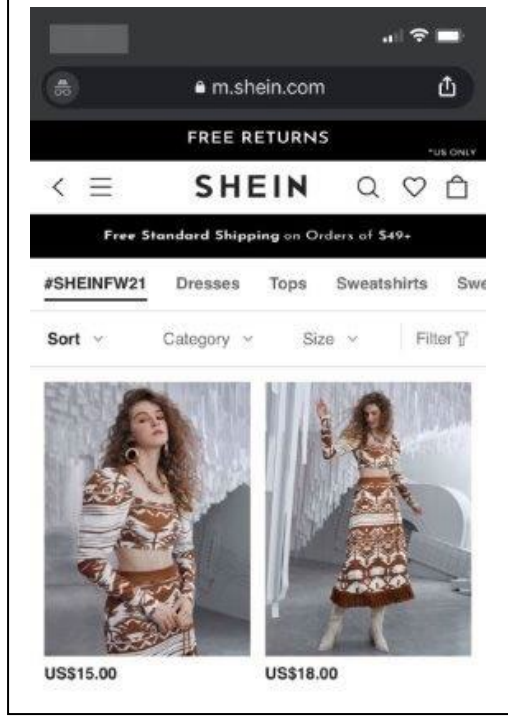 m.shein.com
FREE RETURNS
*US ONLY
SHEIN
Free Standard Shipping on Orders of $49+
#SHEINFW21 Dresses Tops Sweatshirts Swe
Sort Category Size Filter
US$15.00 US$18.00